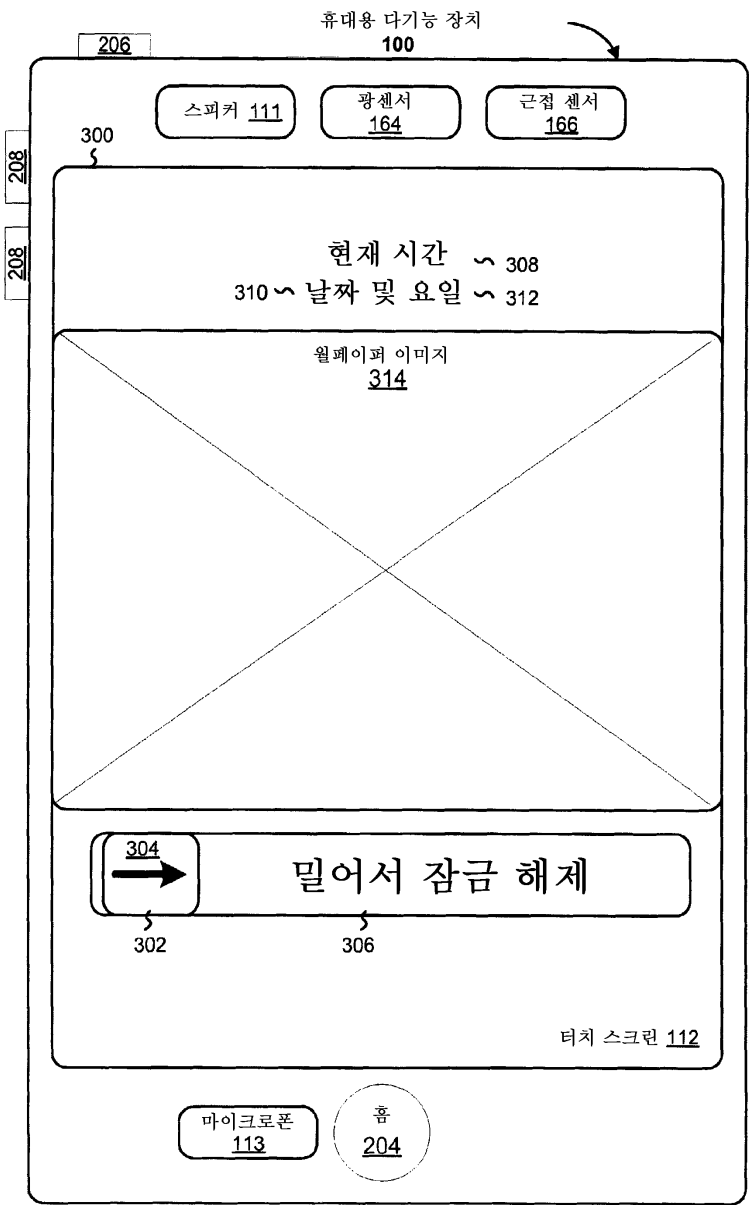 휴대용 다기능 장치
100
206
스피커 111
광센서
164
근접 센서
166
208
300
208
현재 시간 308
310 날짜 및 요일 312
월페이퍼 이미지
314
304
밀어서 잠금 해제
302
306
터치 스크린 112
마이크로폰
113
홈
204